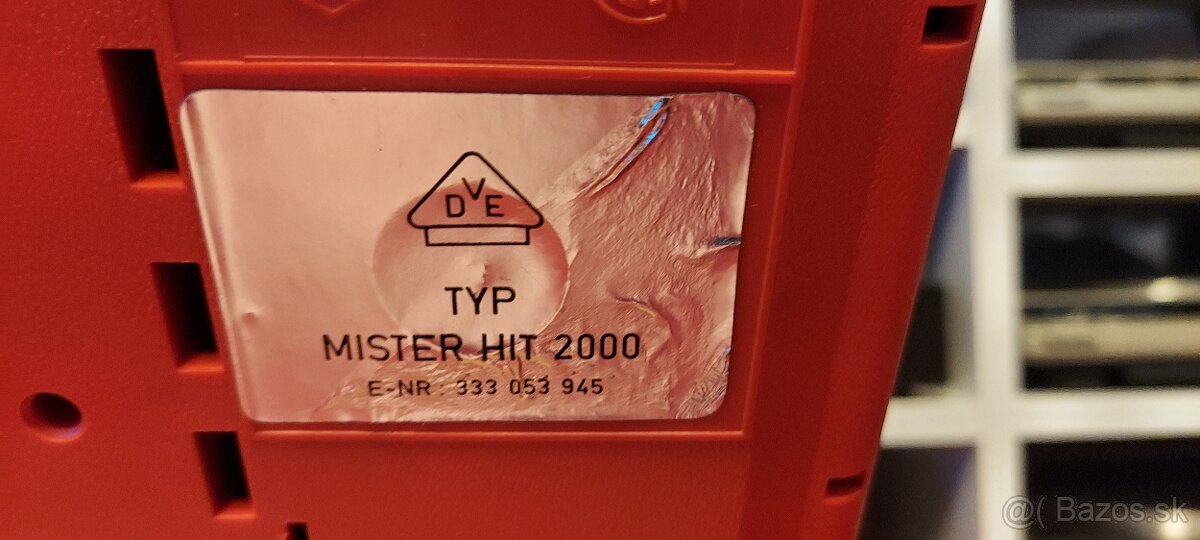 DVE
TYP
MISTER HIT 2000
E-NR: 333 053 945
@( Bazos.sk